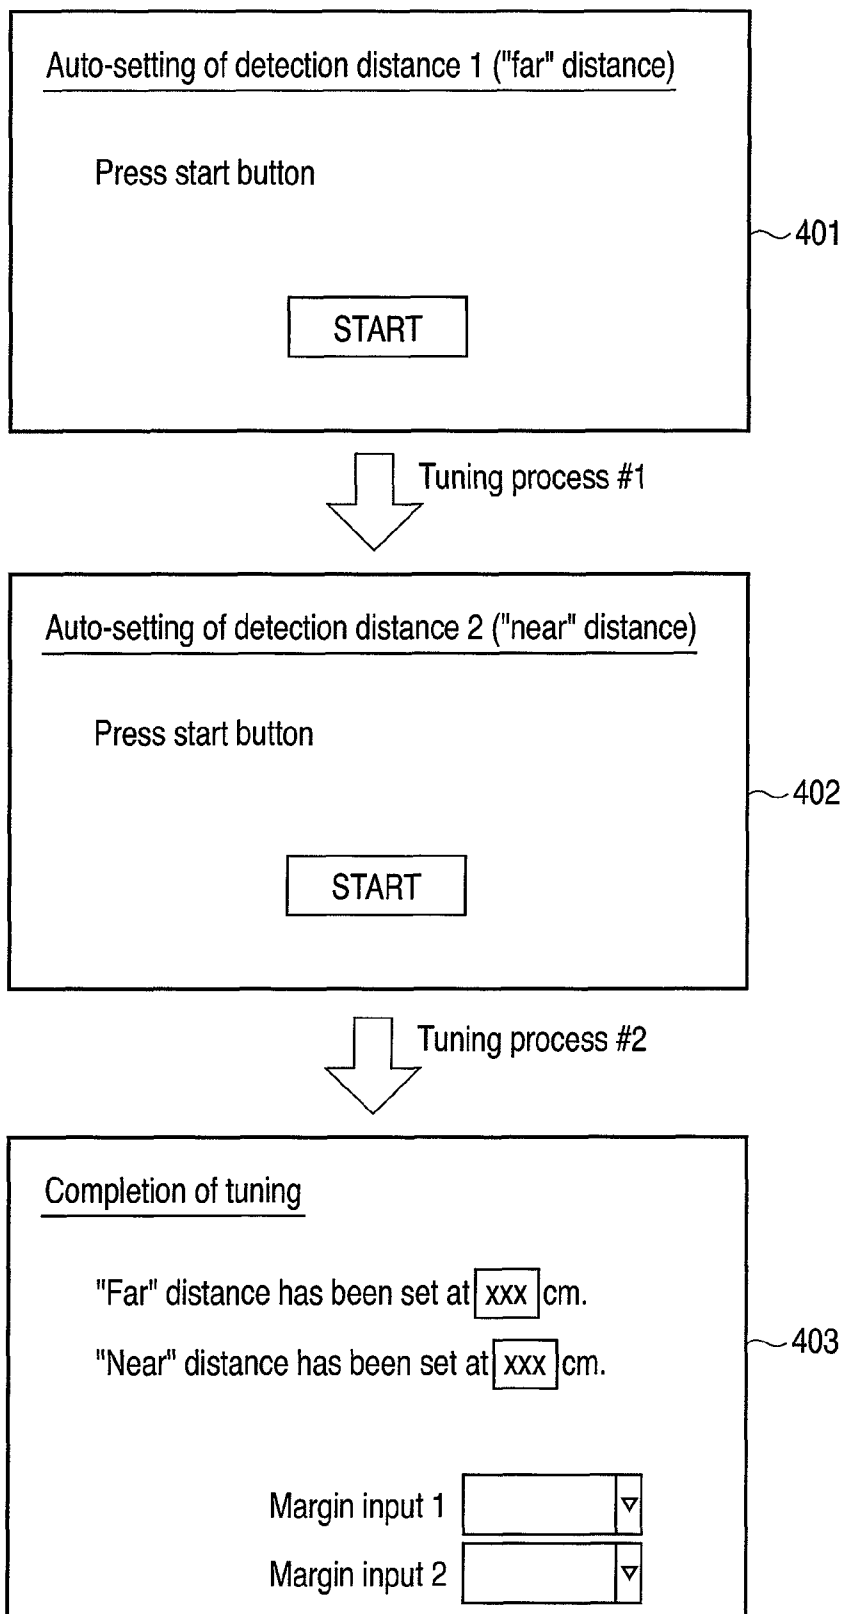 Auto-setting of detection distance 1 ("far" distance)
Press start button
401
START
Tuning process #1
Auto-setting of detection distance 2 ("near" distance)
Press start button
402
START
Tuning process #2
Completion of tuning
"Far" distance has been set at xxx cm.
403
"Near" distance has been set at xxx cm.
Margin input 1
Margin input 2